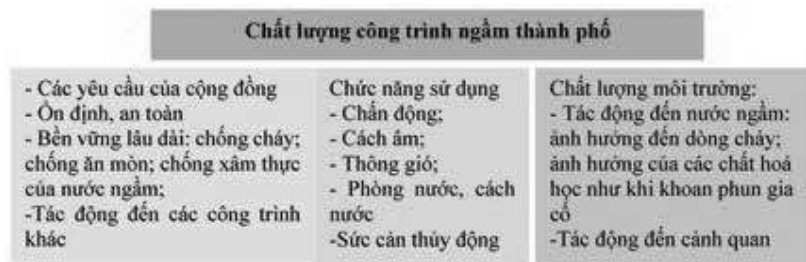 Chất lượng công trình ngầm thành phố
- Các yêu cầu của cộng đồng
- Ổn định, an toàn
- Bền vững lâu dài: chống cháy;
chống ăn mòn; chống xâm thực
của nước ngầm;
-Tác động đến các công trình
khác
Chức năng sử dụng
- Chấn động;
- Cách âm;
- Thông gió;
- Phòng nước, cách
nước
-Sức cản thủy động
Chất lượng môi trường:
- Tác động đến nước ngầm:
ảnh hưởng đến dòng chảy;
ảnh hưởng của các chất hoá
học như khi khoan phun gia
cố
-Tác động đến cảnh quan